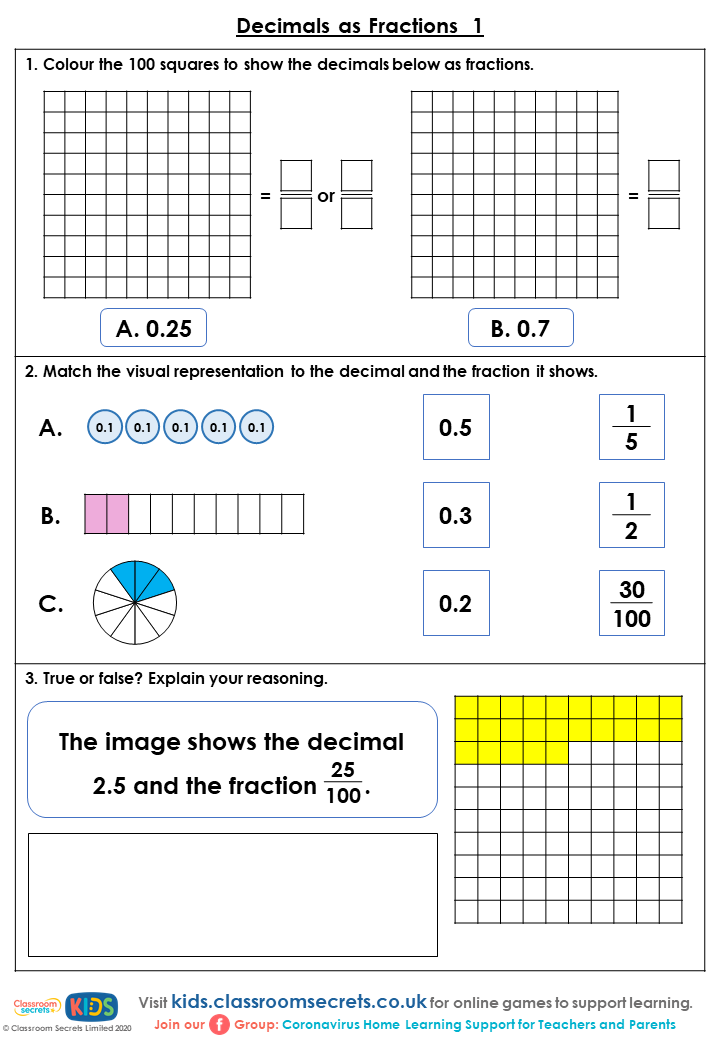 Decimals as Fractions 1
1. Colour the 100 squares to show the decimals below as fractions.
= or
=
A. 0.25
B. 0.7
2. Match the visual representation to the decimal and the fraction it shows.
A. 0.1 0.1 0.1 0.1 0.1 0.5 1/5
B. 0.3 1/2
C. 0.2 30/100
3. True or false? Explain your reasoning.
The image shows the decimal
2.5 and the fraction 25/100.
Classroom Secrets KIDS
© Classroom Secrets Limited 2020
Visit kids.classroomsecrets.co.uk for online games to support learning.
Join our f Group: Coronavirus Home Learning Support for Teachers and Parents